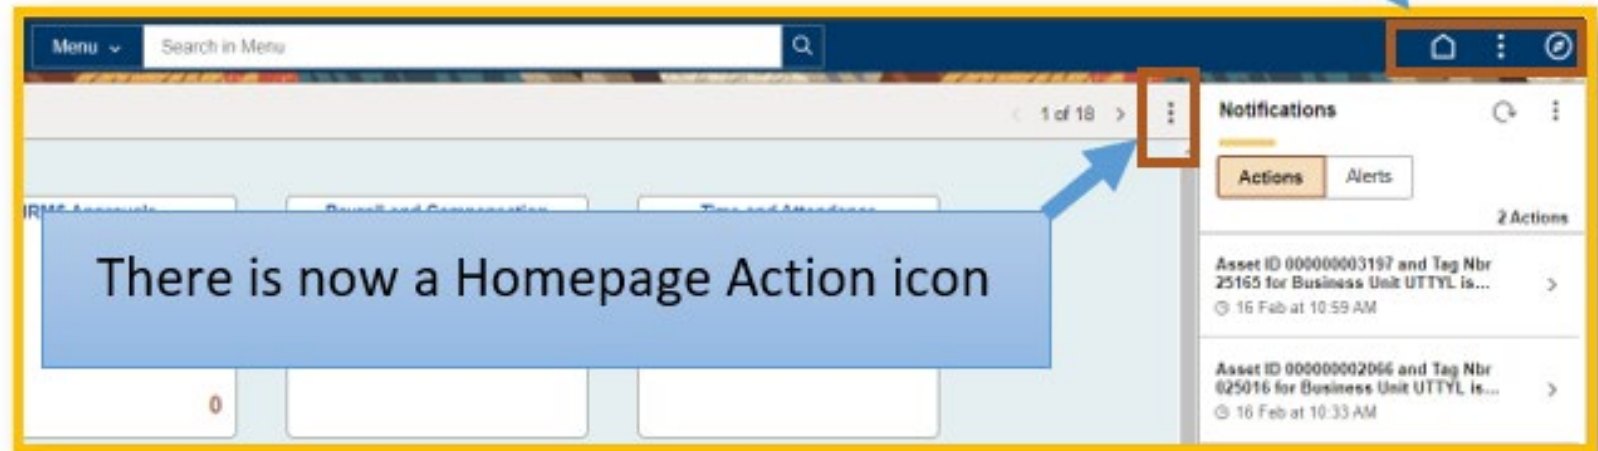 Menu
Search in Menu
1 of 18
Notifications
Actions
Alerts
2 Actions
There is now a Homepage Action icon
Asset ID 000000003197 and Tag Nbr
25165 for Business Unit UTTYL is...
16 Feb at 10:59 AM
Asset ID 000000002066 and Tag Nbr
025016 for Business Unit UTTYL is...
16 Feb at 10:33 AM
0